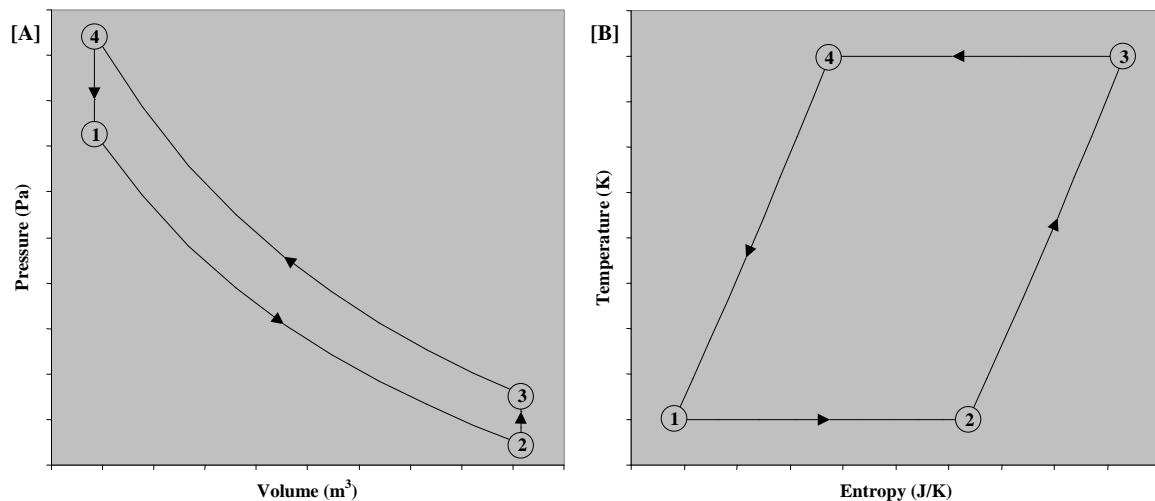 [A]
4
1
3
2
Pressure (Pa)
Volume (m³)
[B]
4
3
1
2
Temperature (K)
Entropy (J/K)